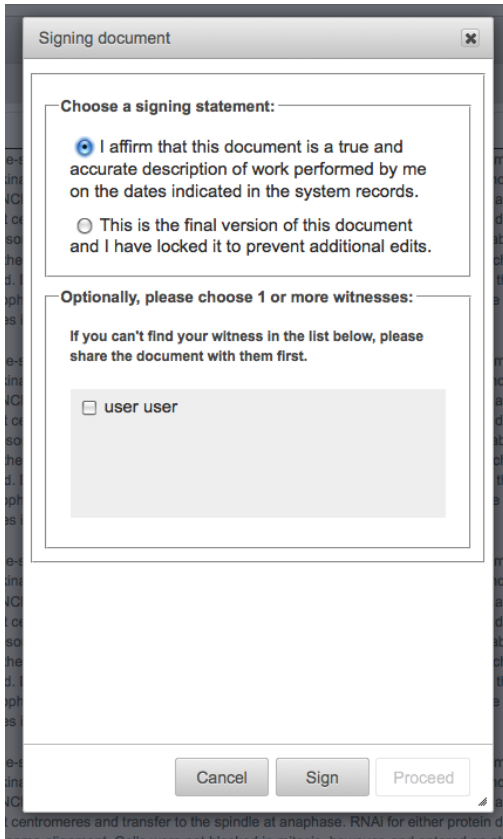 Signing document
Choose a signing statement:
I affirm that this document is a true and
accurate description of work performed by me
on the dates indicated in the system records.
This is the final version of this document
and I have locked it to prevent additional edits.
Optionally, please choose 1 or more witnesses:
If you can't find your witness in the list below, please
share the document with them first.
user user
Cancel Sign Proceed
centromeres and transfer to the spindle at anaphase. RNAi for either protein d